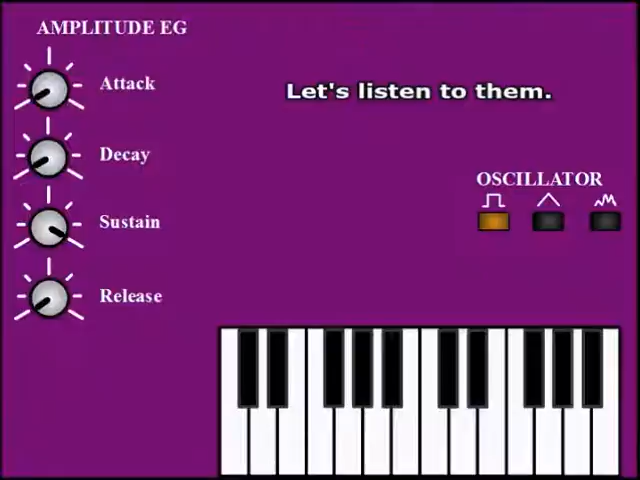 AMPLITUDE EG
Attack
Let's listen to them.
Decay
OSCILLATOR
Sustain
Release